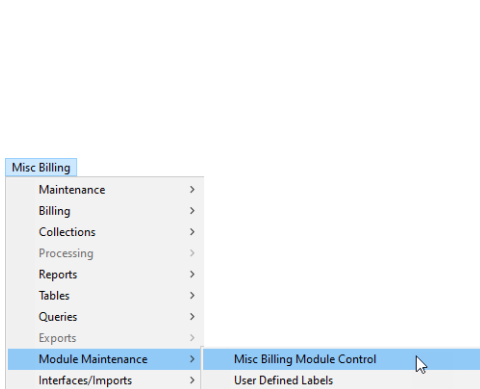 Misc Billing
Maintenance
Billing
Collections
Processing
Reports
Tables
Queries
Exports
Module Maintenance
Misc Billing Module Control
Interfaces/Imports
User Defined Labels